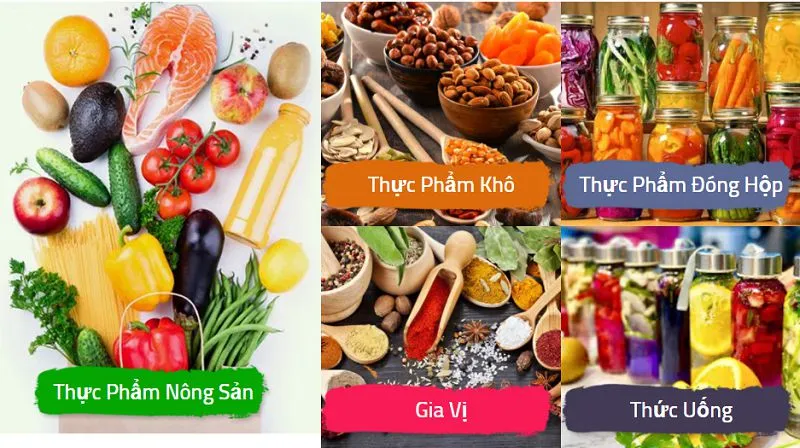 Thực Phẩm Khô
Thực Phẩm Đóng Hộp
Thực Phẩm Nông Sản
Gia Vị
Thức Uống